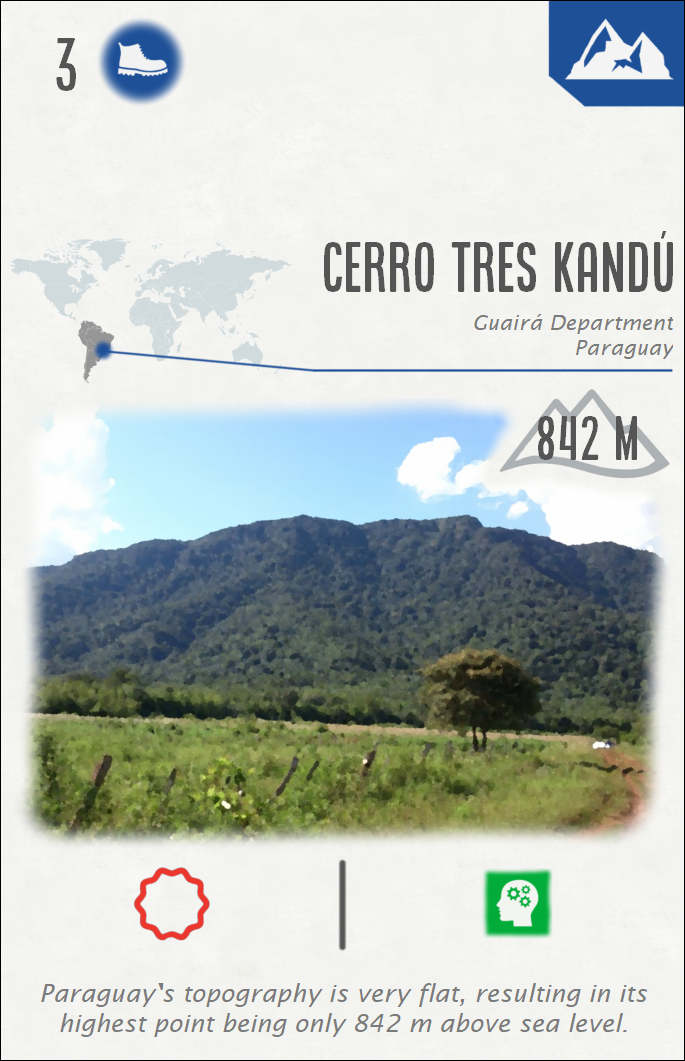 3
CERRO TRES KANDÚ
Guairá Department
Paraguay
842 M
Paraguay‛s topography is very flat, resulting in its
highest point being only 842 m above sea level.